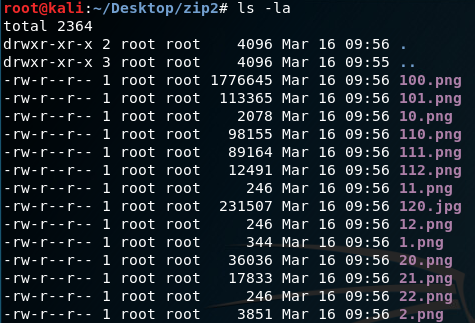 root@kali:~/Desktop/zip2# ls -la
total 2364
drwxr-xr-x 2 root root    4096 Mar 16 09:56 .
drwxr-xr-x 3 root root    4096 Mar 16 09:55 ..
-rw-r--r-- 1 root root 1776645 Mar 16 09:56 100.png
-rw-r--r-- 1 root root  113365 Mar 16 09:56 101.png
-rw-r--r-- 1 root root    2078 Mar 16 09:56 10.png
-rw-r--r-- 1 root root   98155 Mar 16 09:56 110.png
-rw-r--r-- 1 root root   89164 Mar 16 09:56 111.png
-rw-r--r-- 1 root root   12491 Mar 16 09:56 112.png
-rw-r--r-- 1 root root     246 Mar 16 09:56 11.png
-rw-r--r-- 1 root root  231507 Mar 16 09:56 120.jpg
-rw-r--r-- 1 root root     246 Mar 16 09:56 12.png
-rw-r--r-- 1 root root     344 Mar 16 09:56 1.png
-rw-r--r-- 1 root root   36036 Mar 16 09:56 20.png
-rw-r--r-- 1 root root   17833 Mar 16 09:56 21.png
-rw-r--r-- 1 root root     246 Mar 16 09:56 22.png
-rw-r--r-- 1 root root    3851 Mar 16 09:56 2.png